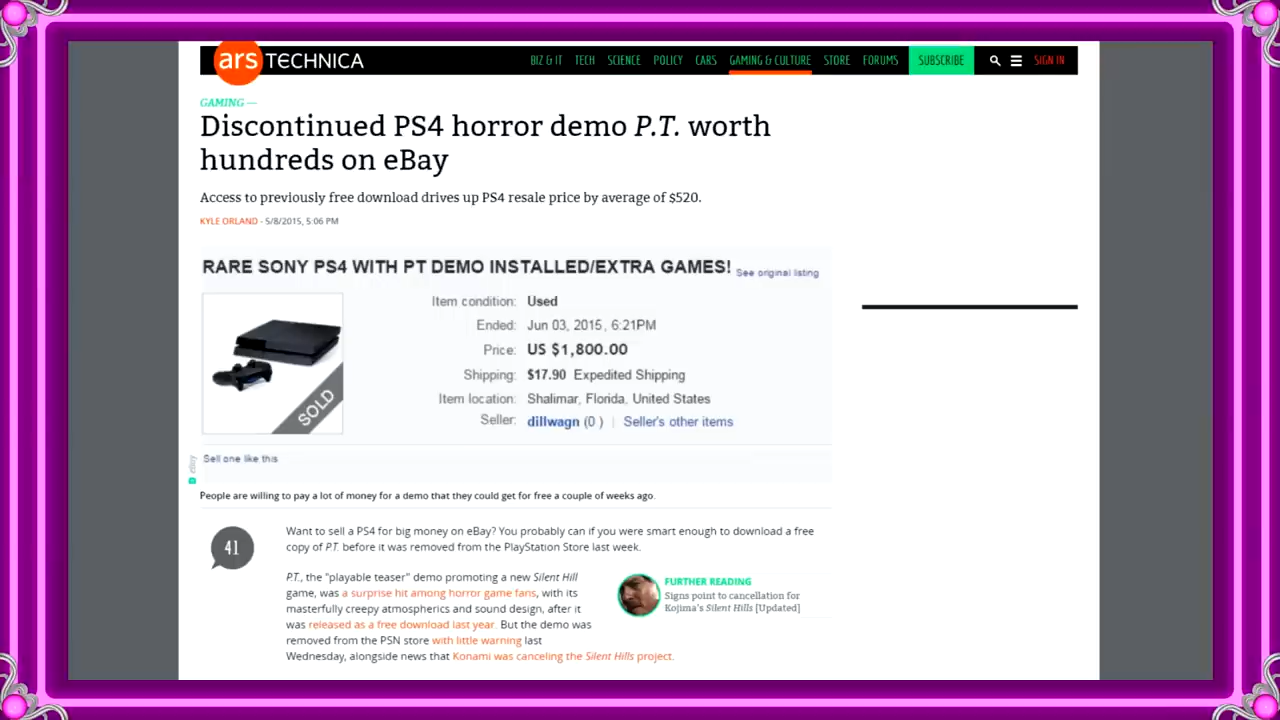 ars TECHNICA
BIZ & IT TECH SCIENCE POLICY CARS GAMING & CULTURE STORE FORUMS SUBSCRIBE SIGN IN
GAMING —
Discontinued PS4 horror demo P.T. worth
hundreds on eBay
Access to previously free download drives up PS4 resale price by average of $520.
KYLE ORLAND - 5/8/2015, 5:06 PM
RARE SONY PS4 WITH PT DEMO INSTALLED/EXTRA GAMES! See original listing
Item condition: Used
Ended: Jun 03, 2015, 6:21PM
Price: US $1,800.00
Shipping: $17.90 Expedited Shipping
Item location: Shalimar, Florida, United States
Seller: dillwagn (0 ) | Seller's other items
SOLD
Sell one like this
eBay
People are willing to pay a lot of money for a demo that they could get for free a couple of weeks ago.
41
Want to sell a PS4 for big money on eBay? You probably can if you were smart enough to download a free
copy of P.T. before it was removed from the PlayStation Store last week.
P.T., the "playable teaser" demo promoting a new Silent Hill
game, was a surprise hit among horror game fans, with its
masterfully creepy atmospherics and sound design, after it
was released as a free download last year. But the demo was
removed from the PSN store with little warning last
Wednesday, alongside news that Konami was canceling the Silent Hills project.
FURTHER READING
Signs point to cancellation for
Kojima's Silent Hills [Updated]